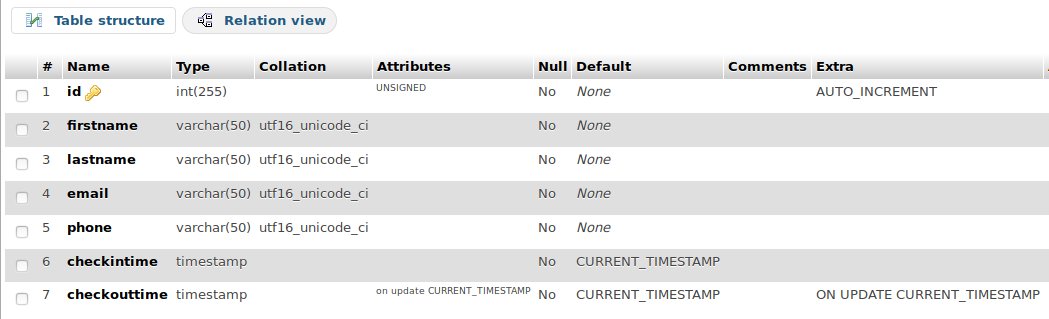 Table structure Relation view
# Name Type Collation Attributes Null Default Comments Extra
1 id int(255) UNSIGNED No None AUTO_INCREMENT
2 firstname varchar(50) utf16_unicode_ci No None
3 lastname varchar(50) utf16_unicode_ci No None
4 email varchar(50) utf16_unicode_ci No None
5 phone varchar(50) utf16_unicode_ci No None
6 checkintime timestamp No CURRENT_TIMESTAMP
7 checkouttime timestamp on update CURRENT_TIMESTAMP No CURRENT_TIMESTAMP ON UPDATE CURRENT_TIMESTAMP